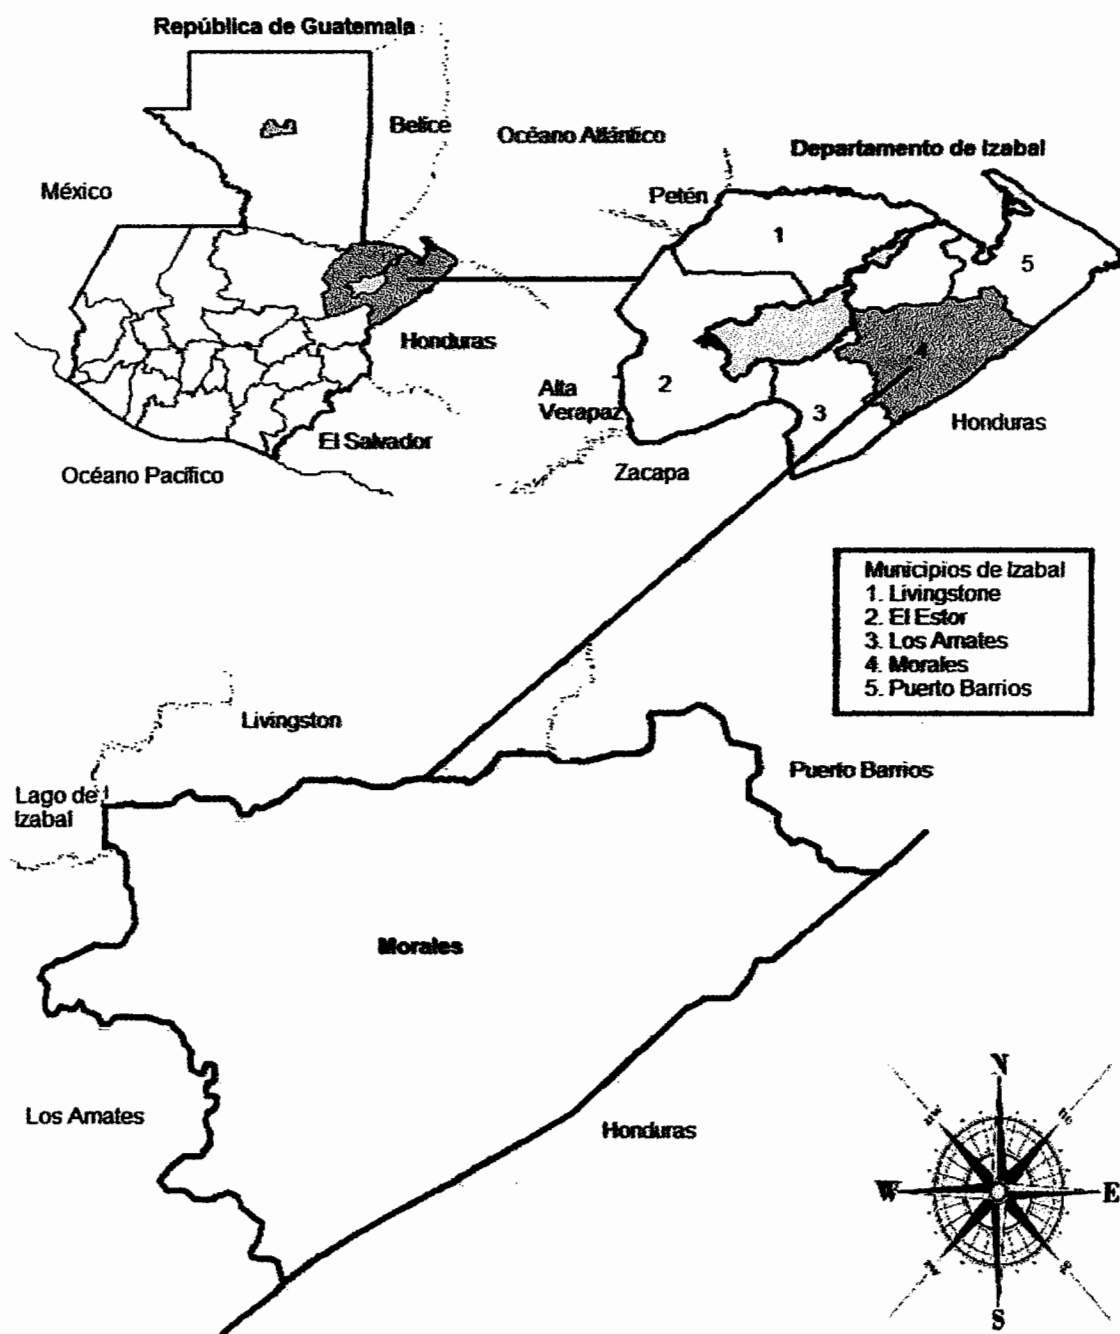 República de Guatemala
Belice
Océano Atlántico
Departamento de Izabal
México
Petén
1
5
Honduras
4
Alta
Verapaz
2
3
Honduras
El Salvador
Zacapa
Océano Pacífico
Municipios de Izabal
1. Livingstone
2. El Estor
3. Los Amates
4. Morales
5. Puerto Barrios
Livingston
Puerto Barrios
Lago de
Izabal
Morales
Los Amates
Honduras
N
W
E
S